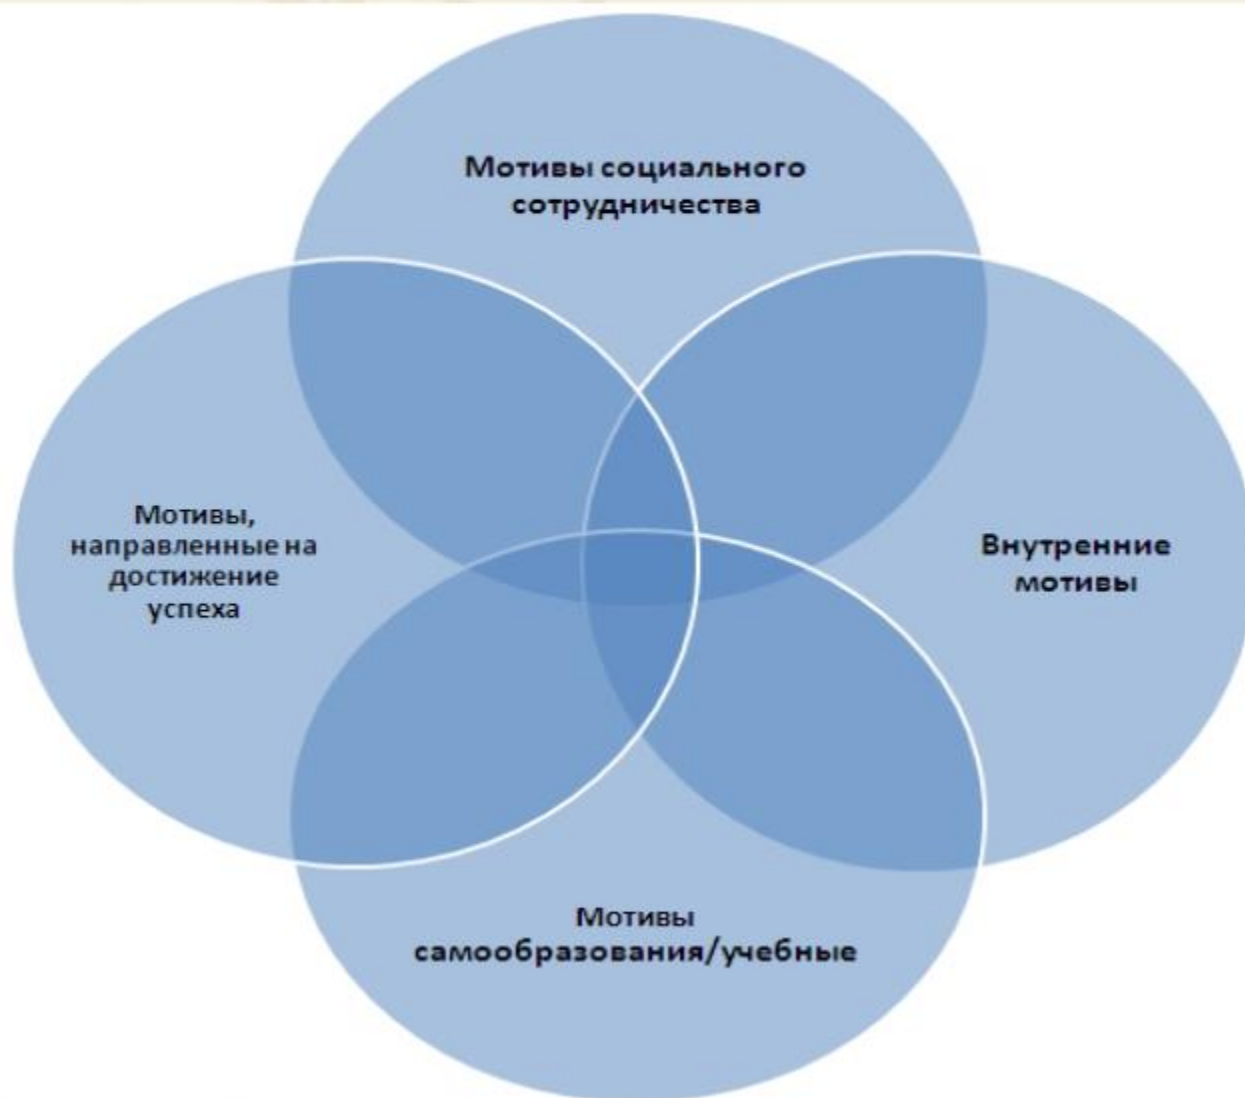 Мотивы социального
сотрудничества
Мотивы,
направленные на
достижение
успеха
Внутренние
мотивы
Мотивы
самообразования/учебные